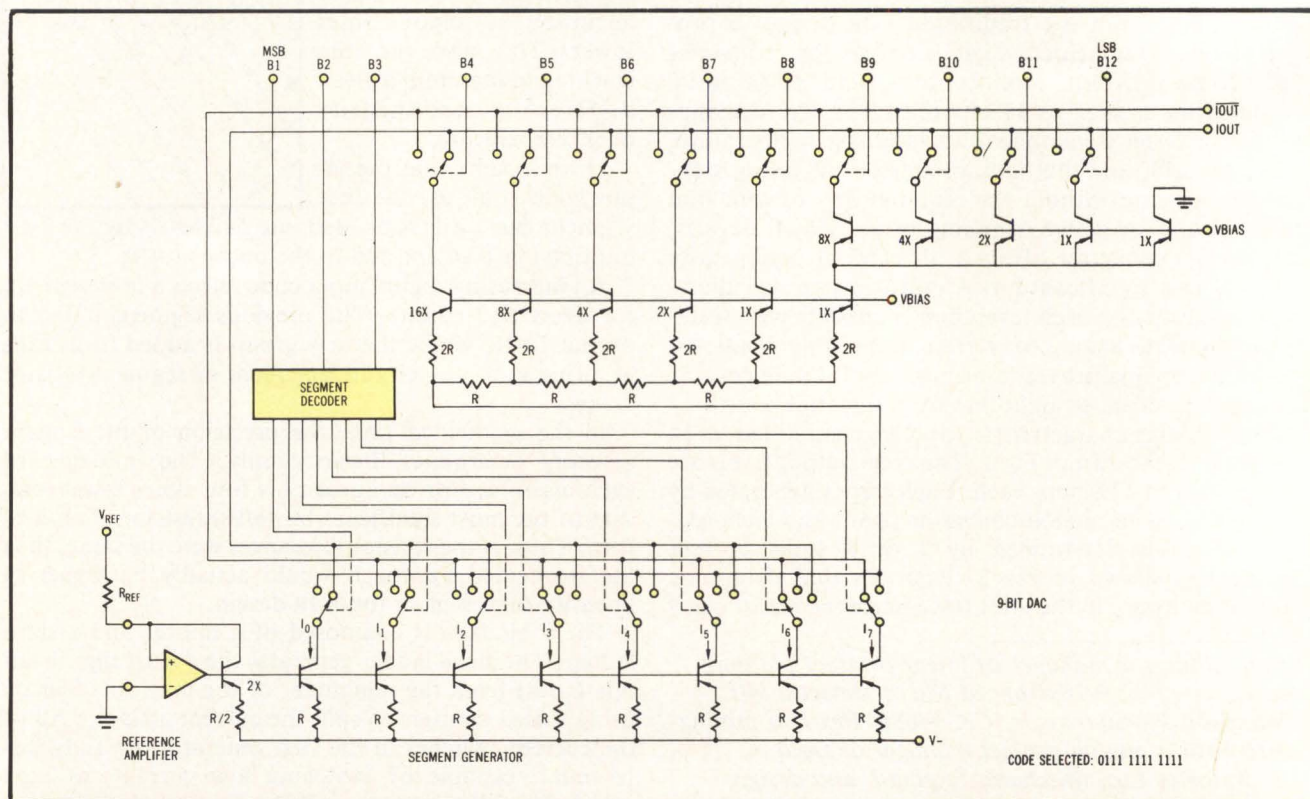 MSB
B1 B2 B3 B4 B5 B6 B7 B8 B9 B10 B11 LSB
B12
IOUT
IOUT
8X 4X 2X 1X 1X VBIAS
16X 8X 4X 2X 1X 1X VBIAS
2R 2R 2R 2R 2R 2R
R R R R
SEGMENT
DECODER
VREF
RREF
9-BIT DAC
I0 I1 I2 I3 I4 I5 I6 I7
+
-
2X
R/2 R R R R R R R R
V-
REFERENCE
AMPLIFIER
SEGMENT GENERATOR
CODE SELECTED: 0111 1111 1111